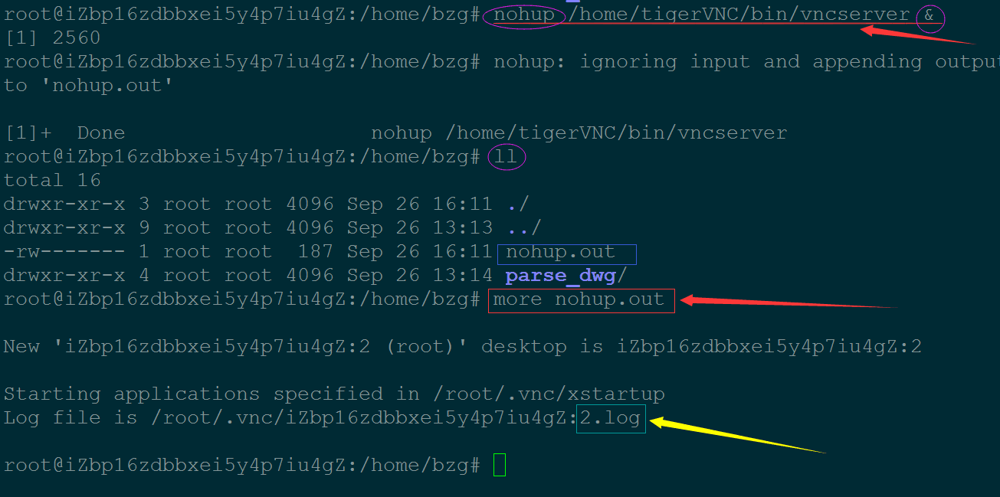 root@iZbp16zdbbxei5y4p7iu4gZ:/home/bzg# nohup /home/tigerVNC/bin/vncserver &
[1] 2560
root@iZbp16zdbbxei5y4p7iu4gZ:/home/bzg# nohup: ignoring input and appending output
to 'nohup.out'
[1]+  Done                    nohup /home/tigerVNC/bin/vncserver
root@iZbp16zdbbxei5y4p7iu4gZ:/home/bzg# ll
total 16
drwxr-xr-x 3 root root 4096 Sep 26 16:11 ./
drwxr-xr-x 9 root root 4096 Sep 26 13:13 ../
-rw------- 1 root root  187 Sep 26 16:11 nohup.out
drwxr-xr-x 4 root root 4096 Sep 26 13:14 parse_dwg/
root@iZbp16zdbbxei5y4p7iu4gZ:/home/bzg# more nohup.out
New 'iZbp16zdbbxei5y4p7iu4gZ:2 (root)' desktop is iZbp16zdbbxei5y4p7iu4gZ:2
Starting applications specified in /root/.vnc/xstartup
Log file is /root/.vnc/iZbp16zdbbxei5y4p7iu4gZ:2.log
root@iZbp16zdbbxei5y4p7iu4gZ:/home/bzg#